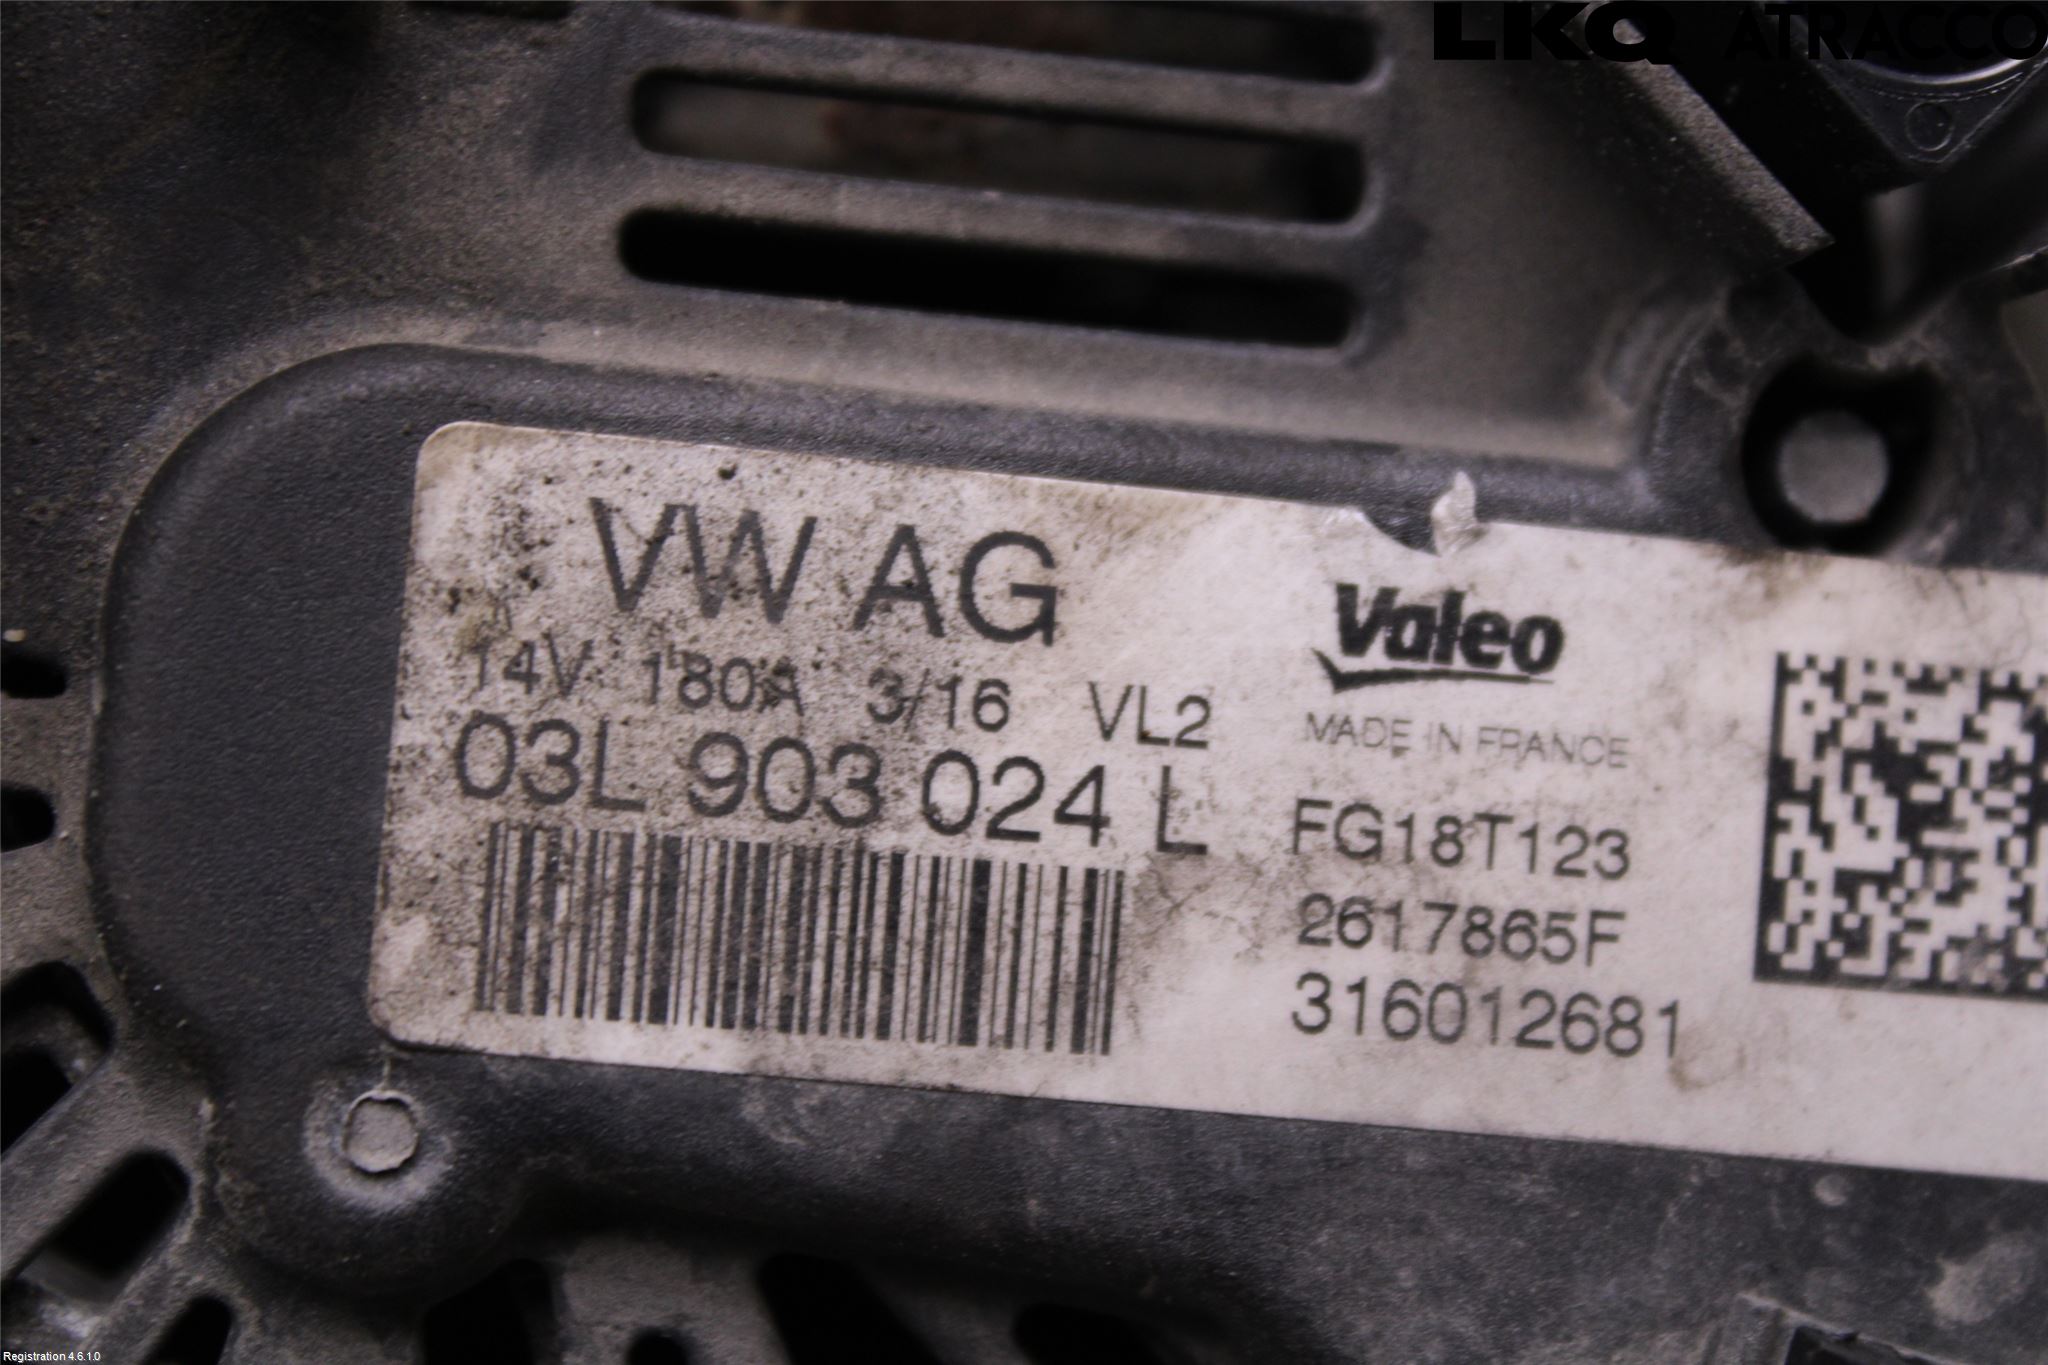 LKQ ATRACCO
VW AG
14V 180A 3/16 VL2
03L 903 024 L
Valeo
MADE IN FRANCE
FG18T123
2617865F
316012681
Registration 4.6.1.0